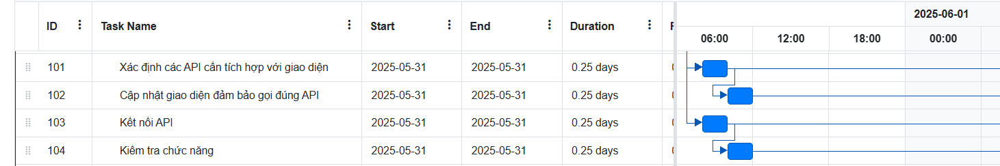 ID Task Name Start End Duration 2025-06-01
06:00 12:00 18:00 00:00
101 Xác định các API cần tích hợp với giao diện 2025-05-31 2025-05-31 0.25 days
102 Cập nhật giao diện đảm bảo gọi đúng API 2025-05-31 2025-05-31 0.25 days
103 Kết nối API 2025-05-31 2025-05-31 0.25 days
104 Kiểm tra chức năng 2025-05-31 2025-05-31 0.25 days